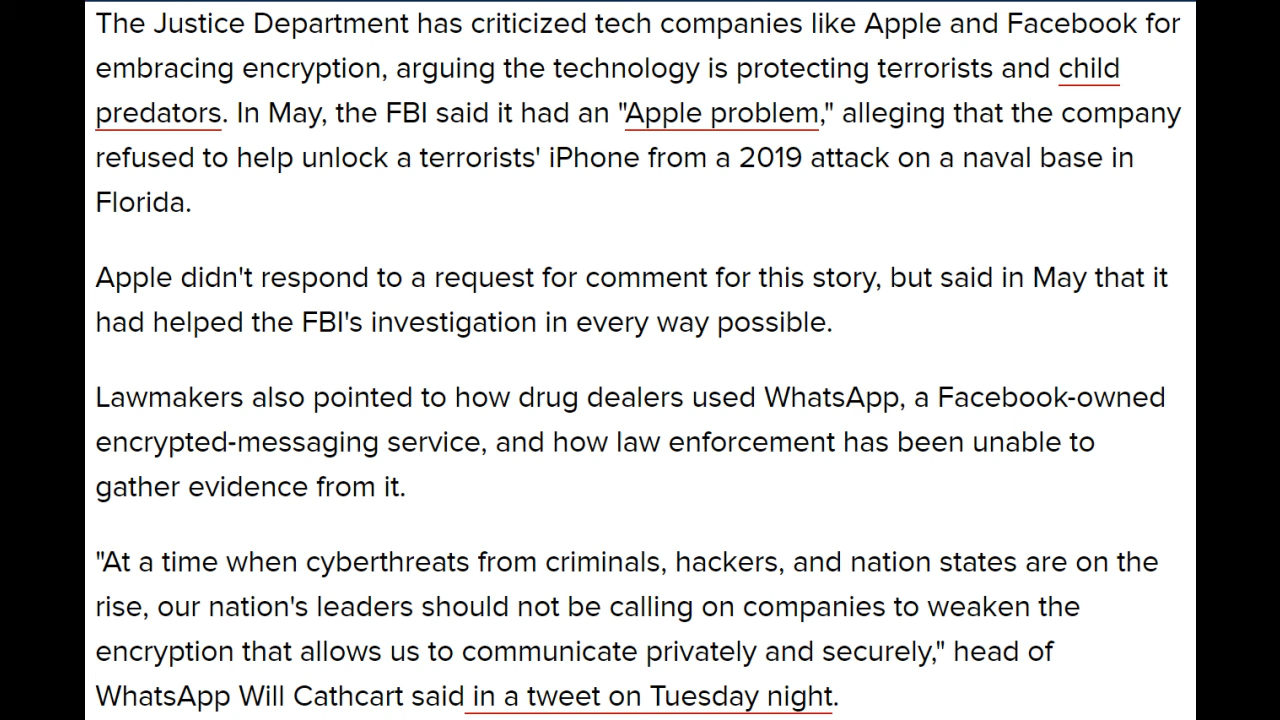 The Justice Department has criticized tech companies like Apple and Facebook for
embracing encryption, arguing the technology is protecting terrorists and child
predators. In May, the FBI said it had an "Apple problem," alleging that the company
refused to help unlock a terrorists' iPhone from a 2019 attack on a naval base in
Florida.
Apple didn't respond to a request for comment for this story, but said in May that it
had helped the FBI's investigation in every way possible.
Lawmakers also pointed to how drug dealers used WhatsApp, a Facebook-owned
encrypted-messaging service, and how law enforcement has been unable to
gather evidence from it.
"At a time when cyberthreats from criminals, hackers, and nation states are on the
rise, our nation's leaders should not be calling on companies to weaken the
encryption that allows us to communicate privately and securely," head of
WhatsApp Will Cathcart said in a tweet on Tuesday night.